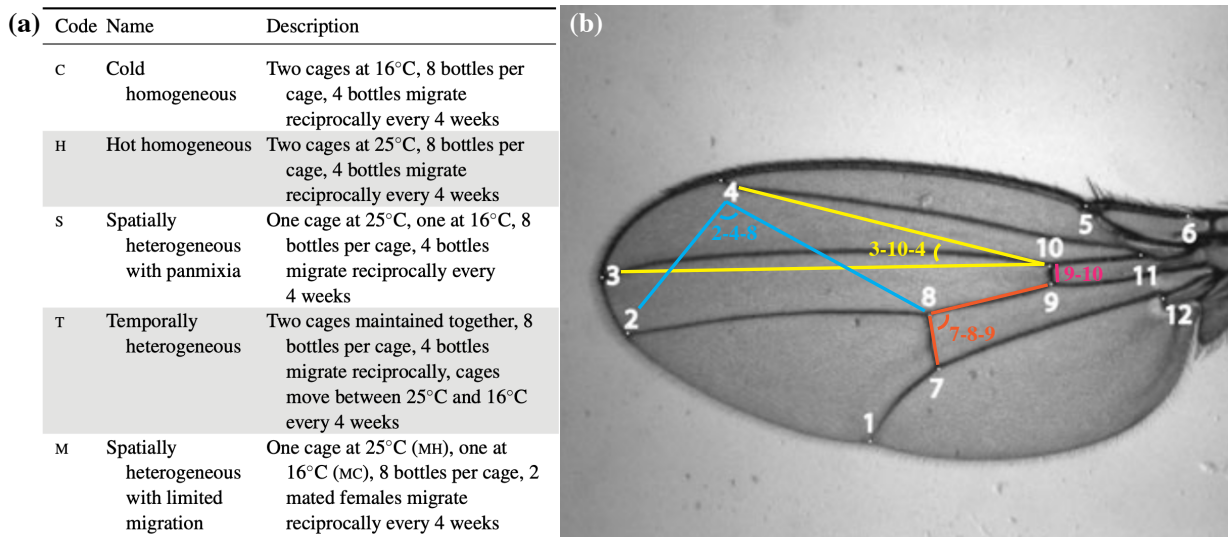 (a)
Code Name Description
C Cold Two cages at 16°C, 8 bottles per
homogeneous cage, 4 bottles migrate
reciprocally every 4 weeks
H Hot homogeneous Two cages at 25°C, 8 bottles per
cage, 4 bottles migrate
reciprocally every 4 weeks
S Spatially One cage at 25°C, one at 16°C, 8
heterogeneous bottles per cage, 4 bottles
with panmixia migrate reciprocally every
4 weeks
T Temporally Two cages maintained together, 8
heterogeneous bottles per cage, 4 bottles
migrate reciprocally, cages
move between 25°C and 16°C
every 4 weeks
M Spatially One cage at 25°C (MH), one at
heterogeneous 16°C (MC), 8 bottles per cage, 2
with limited mated females migrate
migration reciprocally every 4 weeks
(b)
4
5
2-4-8
6
3-10-4
10
3
9-10
11
8
9
2
12
7-8-9
7
1